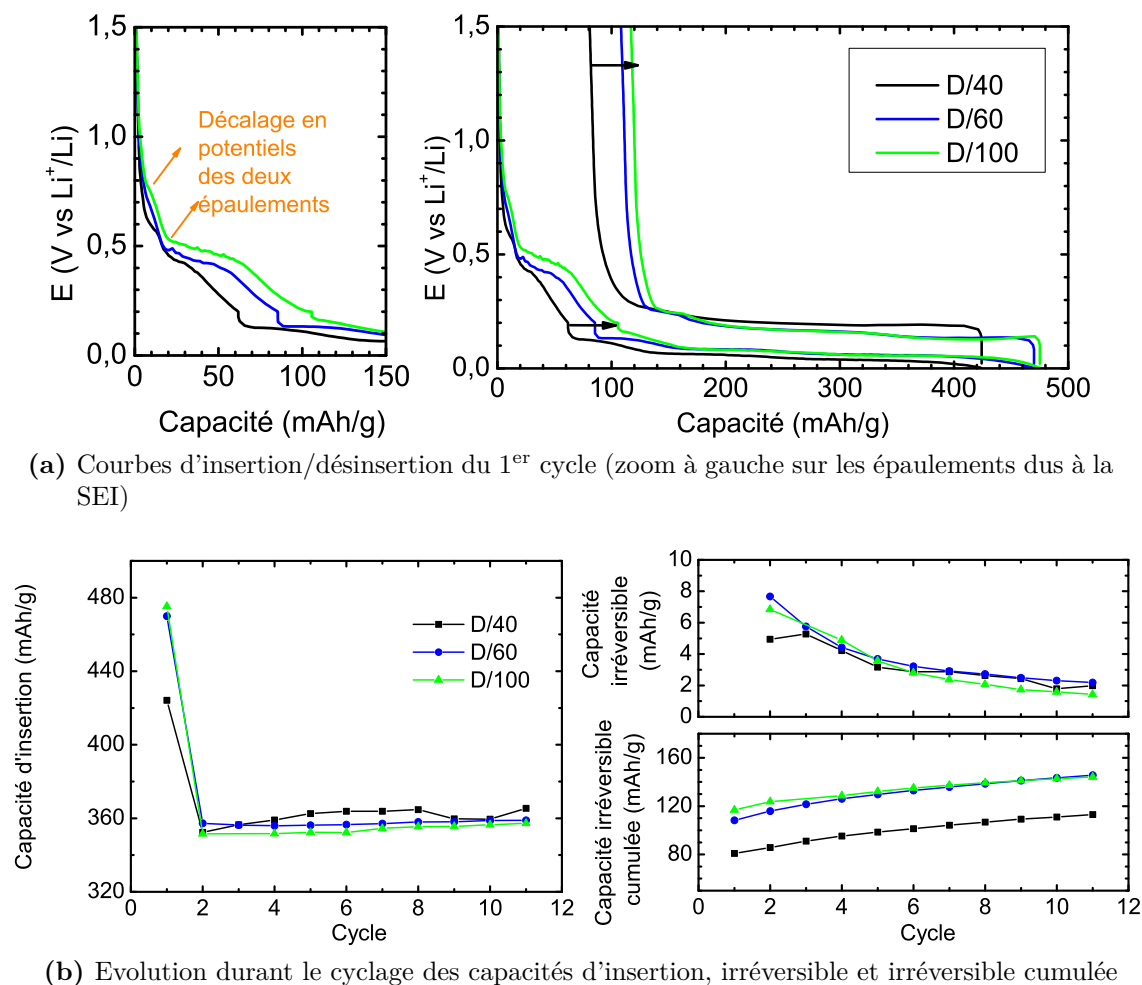 1,5
1,0
0,5
0,0
E (V vs Li⁺/Li)
Décalage en
potentiels
des deux
épaulements
0 50 100 150
Capacité (mAh/g)
1,5
1,0
0,5
0,0
E (V vs Li⁺/Li)
D/40
D/60
D/100
0 100 200 300 400 500
Capacité (mAh/g)
(a) Courbes d'insertion/désinsertion du 1er cycle (zoom à gauche sur les épaulements dus à la
SEI)
480
440
400
360
320
Capacité d'insertion (mAh/g)
D/40
D/60
D/100
0 2 4 6 8 10 12
Cycle
10
8
6
4
2
0
Capacité
irréversible
(mAh/g)
160
120
80
Capacité irréversible
cumulée (mAh/g)
0 2 4 6 8 10 12
Cycle
(b) Evolution durant le cyclage des capacités d'insertion, irréversible et irréversible cumulée